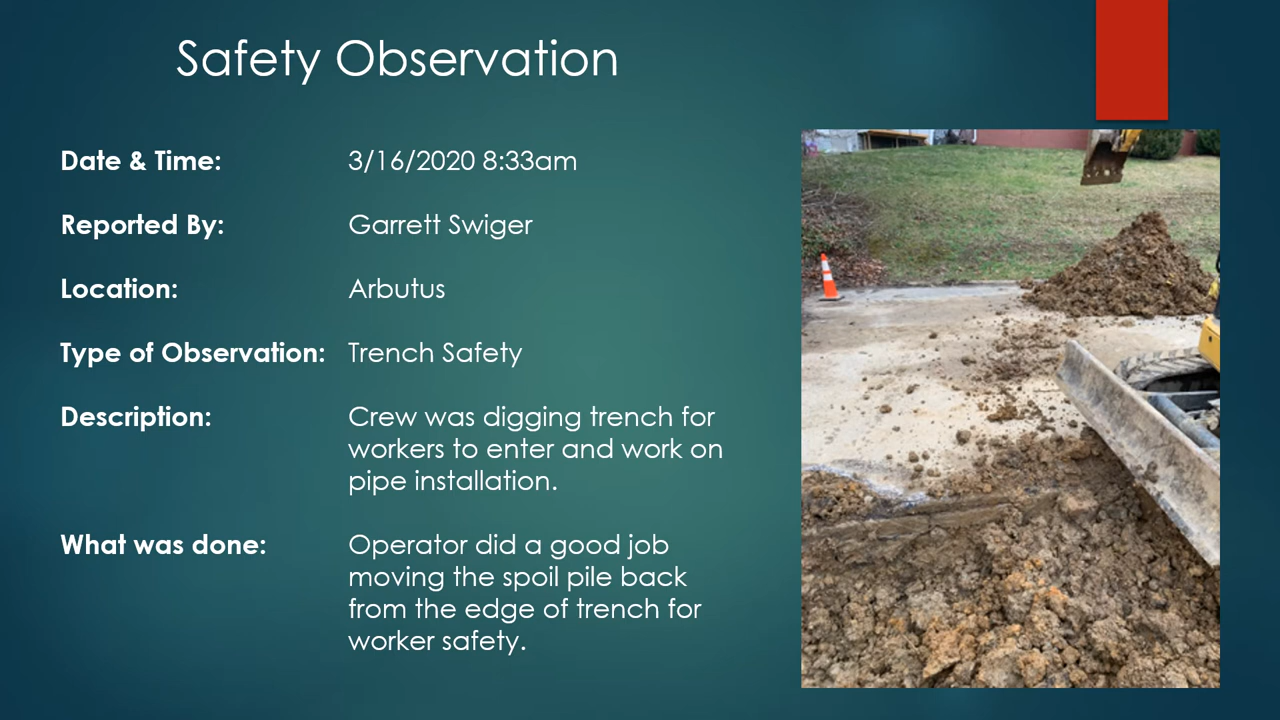 Safety Observation
Date & Time: 3/16/2020 8:33am
Reported By: Garrett Swiger
Location: Arbutus
Type of Observation: Trench Safety
Description: Crew was digging trench for
workers to enter and work on
pipe installation.
What was done: Operator did a good job
moving the spoil pile back
from the edge of trench for
worker safety.